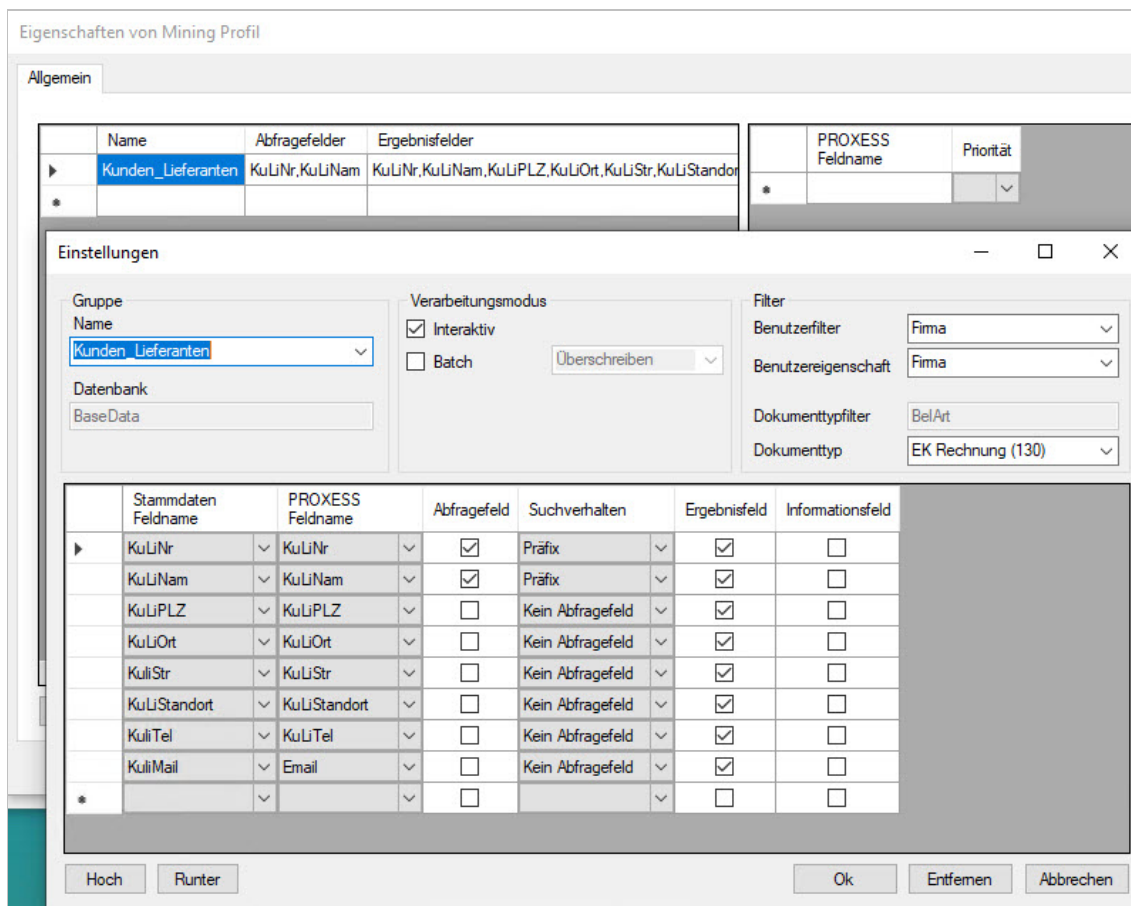 Eigenschaften von Mining Profil
Allgemein
Name Abfragefelder Ergebnisfelder
Kunden_Lieferanten KuLiNr,KuLiNam KuLiNr,KuLiNam,KuLiPLZ,KuLiOrt,KuLiStr,KuLiStandor
PROXESS
Feldname Priorität
Einstellungen
Gruppe
Name
Kunden_Lieferanten
Datenbank
BaseData
Verarbeitungsmodus
Interaktiv
Batch Überschreiben
Filter
Benutzerfilter Firma
Benutzereigenschaft Firma
Dokumenttypfilter BelArt
Dokumenttyp EK Rechnung (130)
Stammdaten Feldname PROXESS Feldname Abfragefeld Suchverhalten Ergebnisfeld Informationsfeld
KuLiNr KuLiNr Präfix
KuLiNam KuLiNam Präfix
KuLiPLZ KuLiPLZ Kein Abfragefeld
KuLiOrt KuLiOrt Kein Abfragefeld
KuliStr KuLiStr Kein Abfragefeld
KuLiStandort KuLiStandort Kein Abfragefeld
KuliTel KuLiTel Kein Abfragefeld
KuliMail Email Kein Abfragefeld
Hoch Runter Ok Entfernen Abbrechen